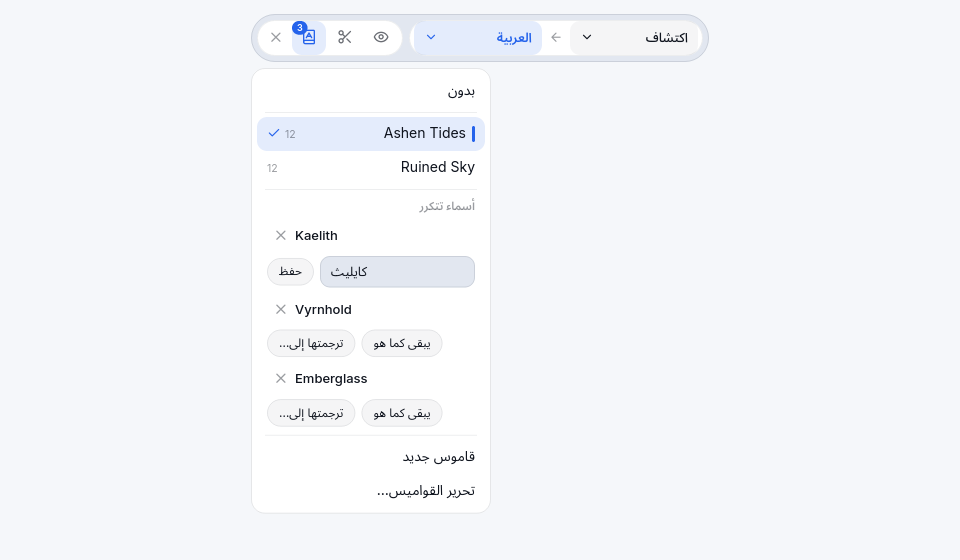 اكتشاف
العربية
3
بدون
Ashen Tides 12
Ruined Sky 12
أسماء تتكرر
Kaelith
كايليث
حفظ
Vyrnhold
يبقى كما هو
ترجمتها إلى...
Emberglass
يبقى كما هو
ترجمتها إلى...
قاموس جديد
تحرير القواميس...